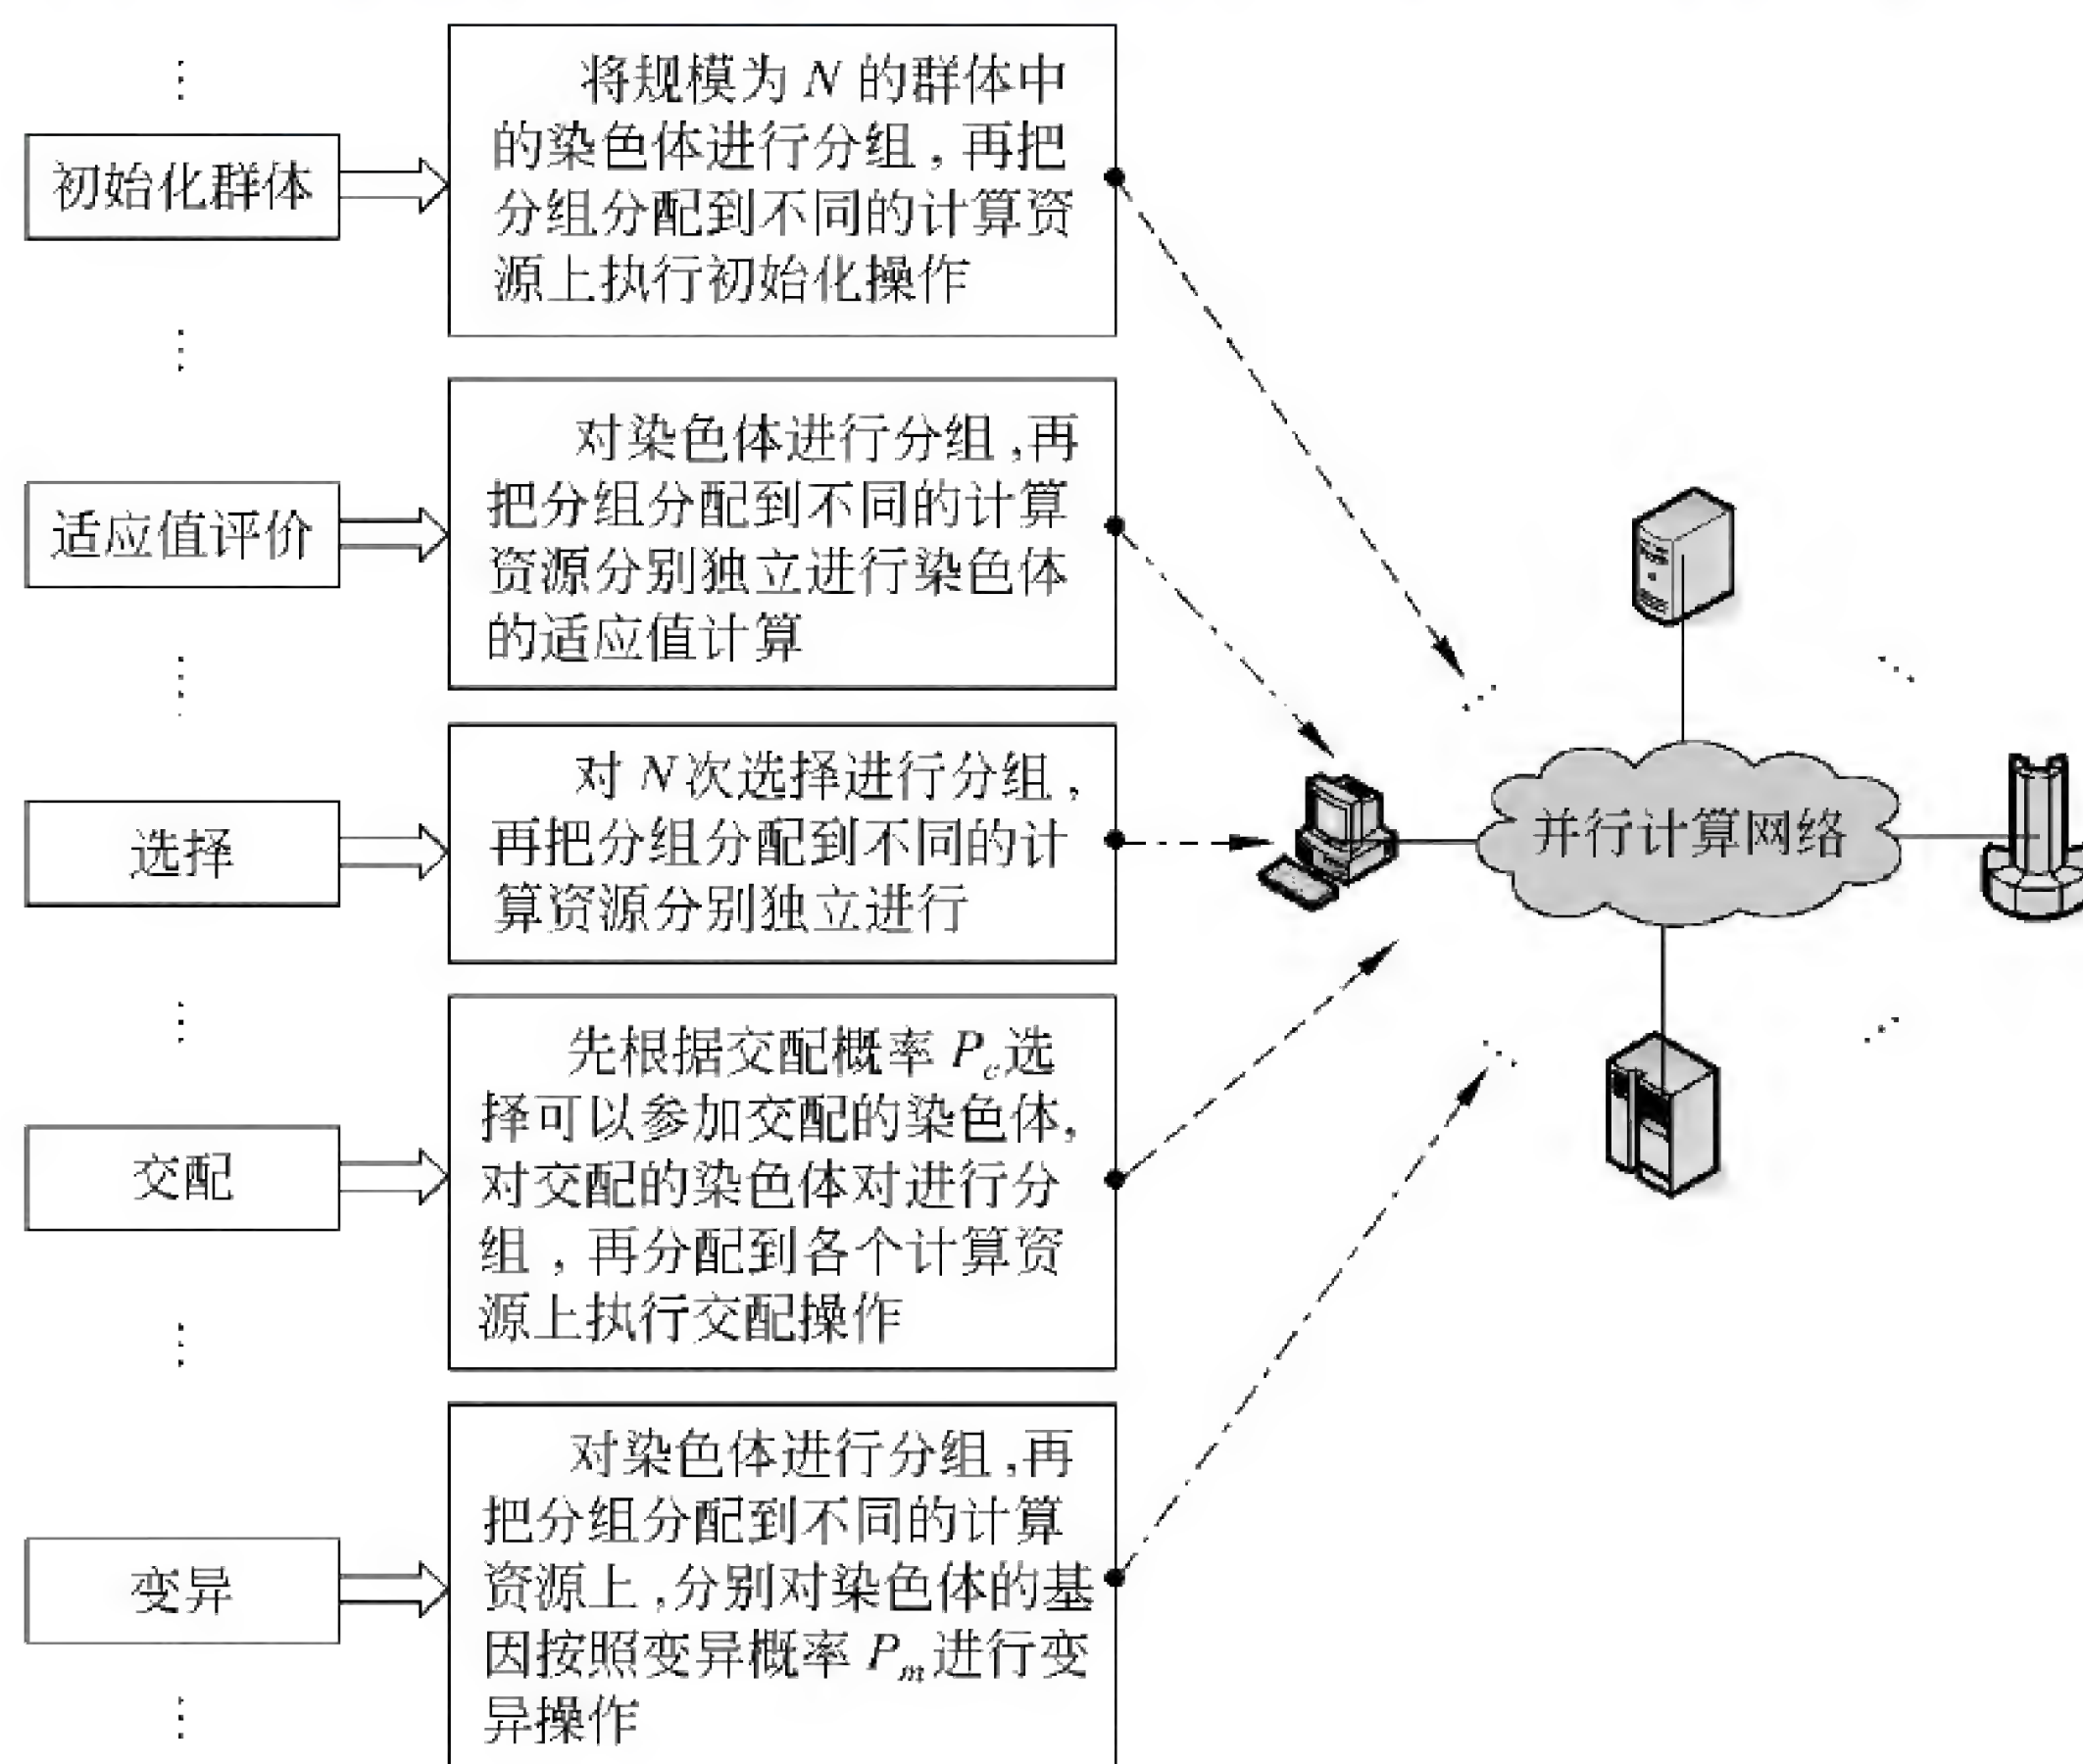 初始化群体
将规模为 N 的群体中
的染色体进行分组，再把
分组分配到不同的计算资
源上执行初始化操作
适应值评价
对染色体进行分组,再
把分组分配到不同的计算
资源分别独立进行染色体
的适应值计算
选择
对 N 次选择进行分组，
再把分组分配到不同的计
算资源分别独立进行
交配
先根据交配概率 Pc 选
择可以参加交配的染色体,
对交配的染色体对进行分
组，再分配到各个计算资
源上执行交配操作
变异
对染色体进行分组,再
把分组分配到不同的计算
资源上,分别对染色体的基
因按照变异概率 Pm 进行变
异操作
并行计算网络